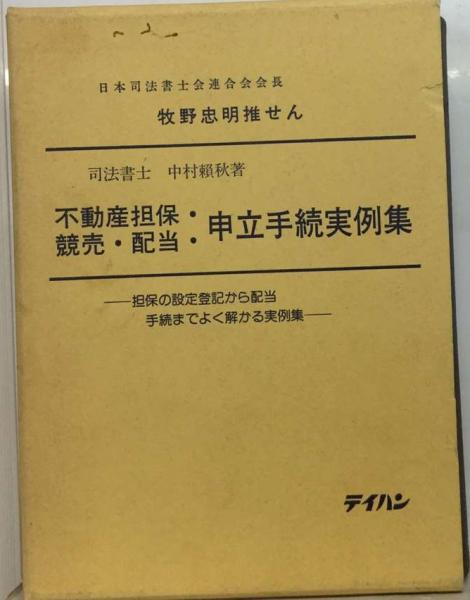 日本司法書士会連合会会長
牧野忠明推せん
司法書士 中村頼秋著
不動産担保:申立手続実例集
競売・配当:
――担保の設定登記から配当
手続までよく解かる実例集――
テイハン